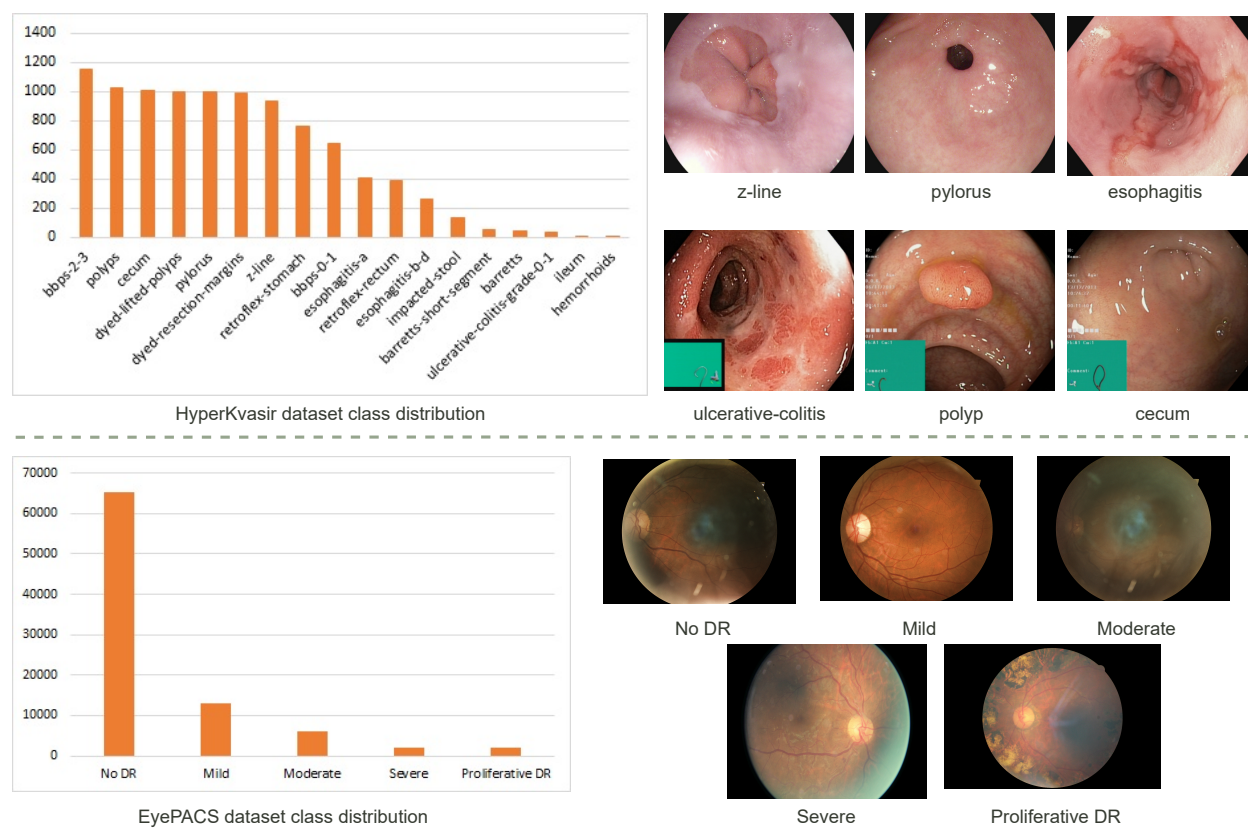 1400
1200
1000
800
600
400
200
0
bbps-2-3
polyps
cecum
dyed-lifted-polyps
pylorus
dyed-resection-margins
z-line
retroflex-stomach
bbps-0-1
esophagitis-a
retroflex-rectum
esophagitis-b-d
impacted-stool
barretts-short-segment
barretts
ulcerative-colitis-grade-0-1
ileum
hemorrhoids
HyperKvasir dataset class distribution
z-line
pylorus
esophagitis
ulcerative-colitis
polyp
cecum
70000
60000
50000
40000
30000
20000
10000
0
No DR
Mild
Moderate
Severe
Proliferative DR
EyePACS dataset class distribution
No DR
Mild
Moderate
Severe
Proliferative DR